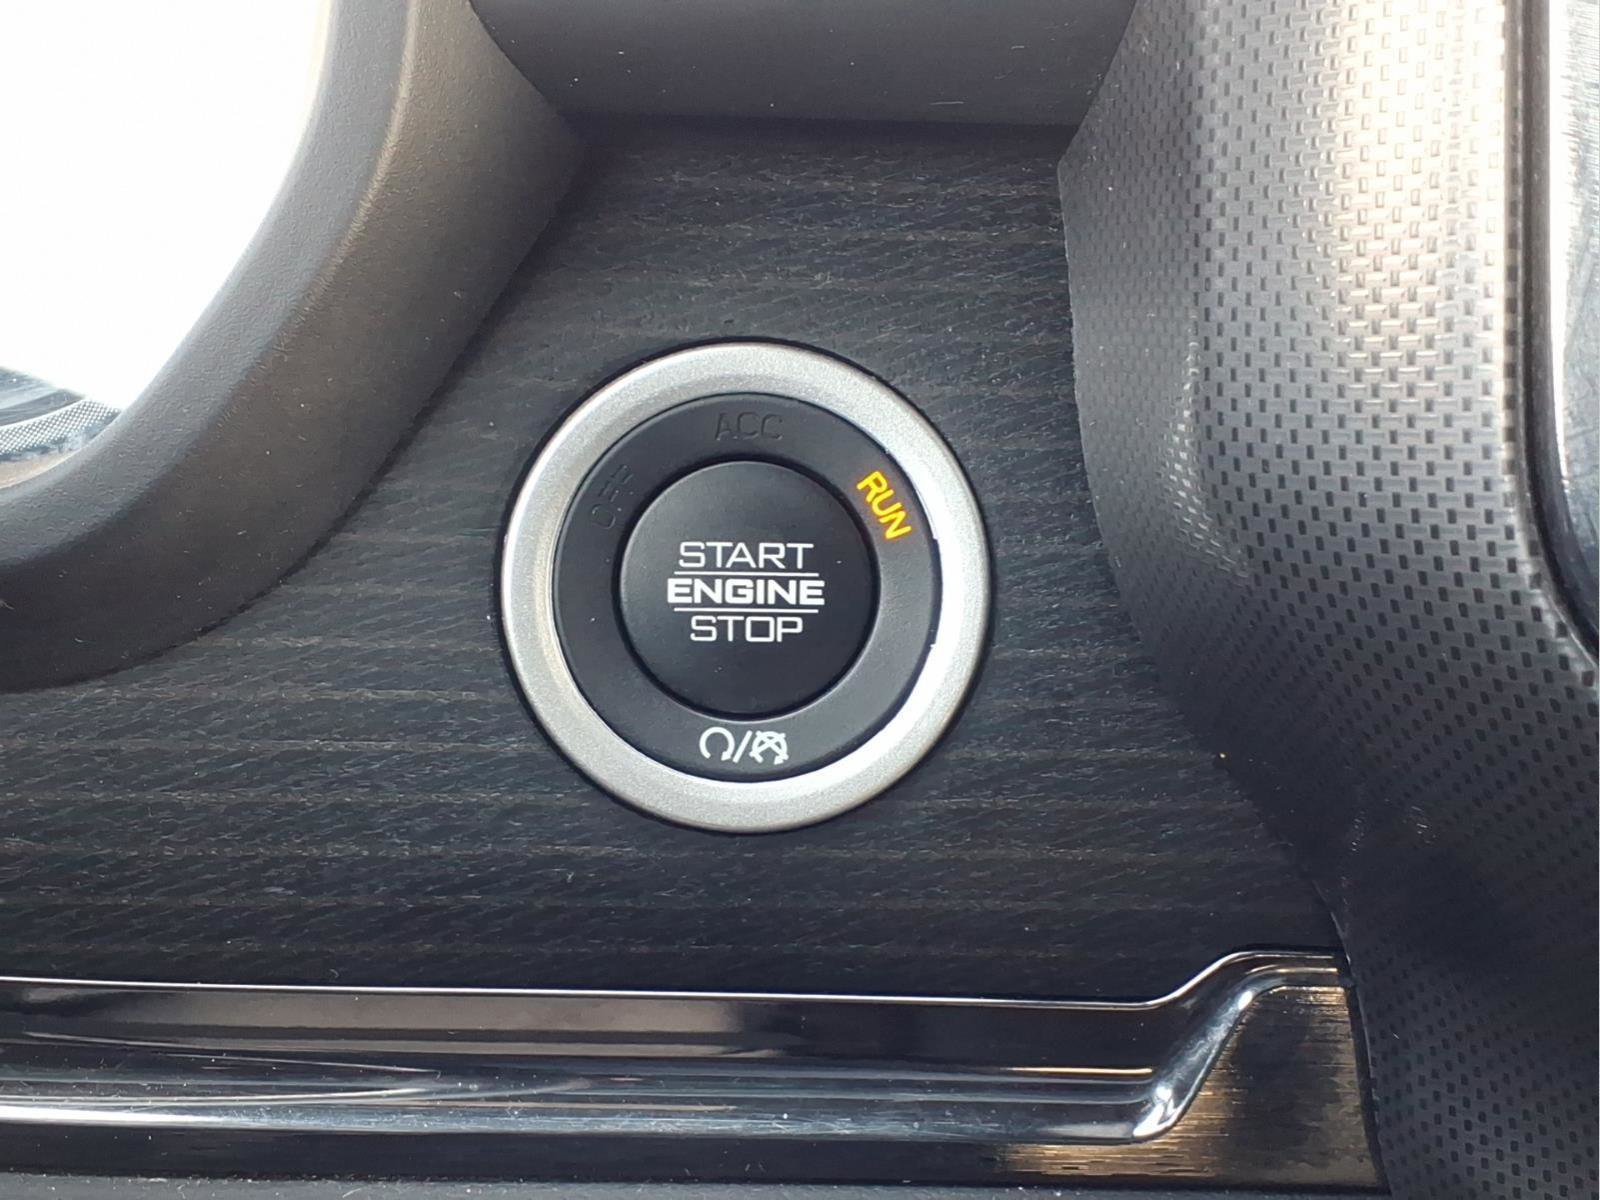 ACC
OFF
RUN
START
ENGINE
STOP